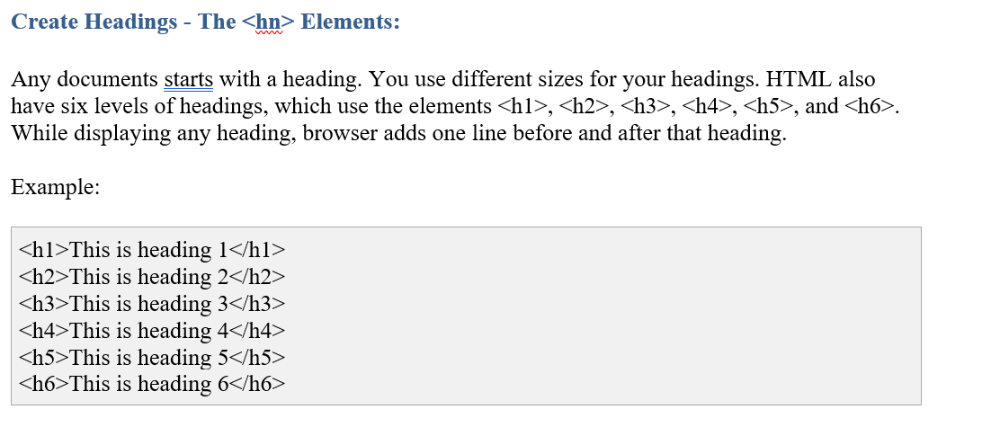 Create Headings - The <hn> Elements:
Any documents starts with a heading. You use different sizes for your headings. HTML also
have six levels of headings, which use the elements <h1>, <h2>, <h3>, <h4>, <h5>, and <h6>.
While displaying any heading, browser adds one line before and after that heading.
Example:
<h1>This is heading 1</h1>
<h2>This is heading 2</h2>
<h3>This is heading 3</h3>
<h4>This is heading 4</h4>
<h5>This is heading 5</h5>
<h6>This is heading 6</h6>